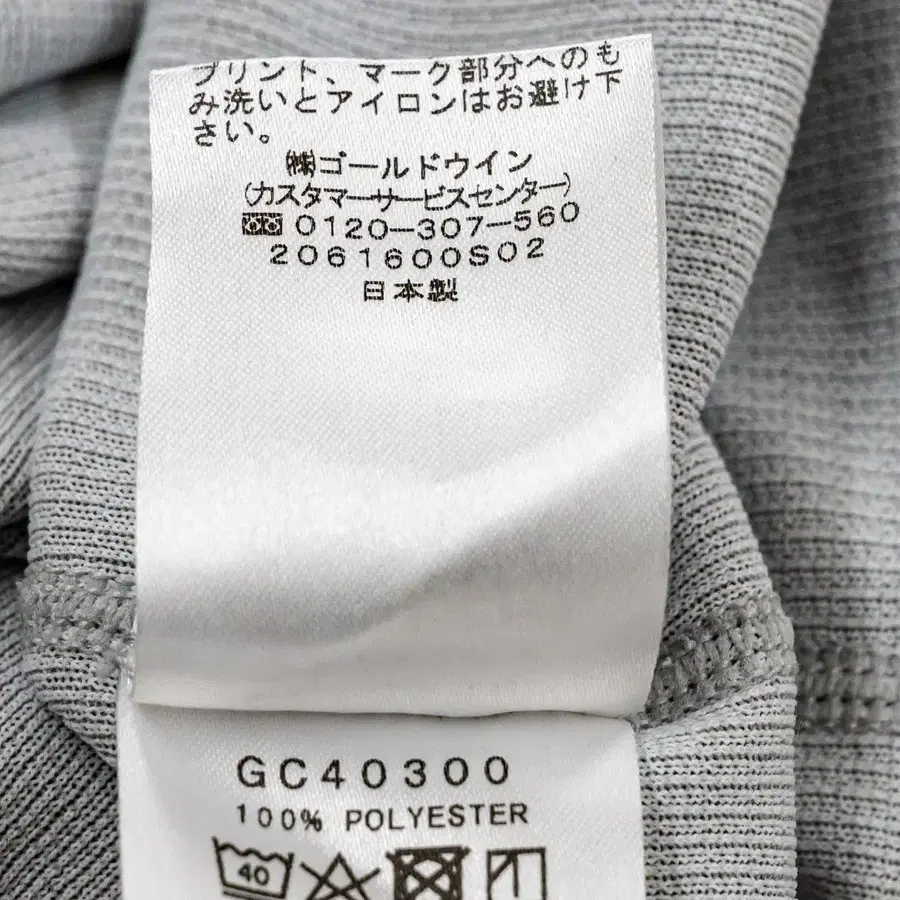 プリント、マーク部分へのも
み洗いとアイロンはお避け下
さい。
㈱ゴールドウイン
(カスタマーサービスセンター)
0120-307-560
2061600S02
日本製
GC40300
100% POLYESTER
40